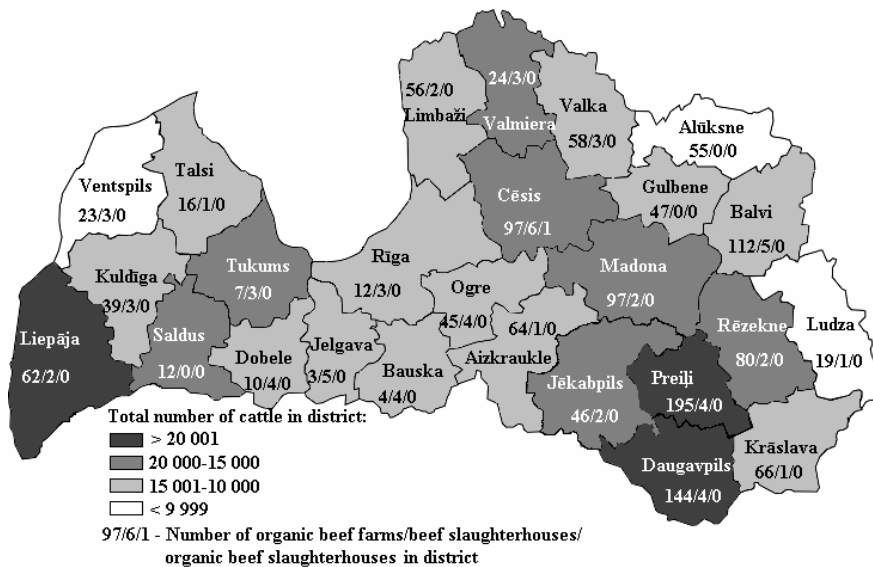 24/3/0
Valmiera
56/2/0
Limbaži
Valka
58/3/0
Alūksne
55/0/0
Talsi
16/1/0
Ventspils
23/3/0
Cēsis
97/6/1
Gulbene
47/0/0
Balvi
112/5/0
Kuldīga
39/3/0
Tukums
7/3/0
Rīga
12/3/0
Ogre
45/4/0
Madona
97/2/0
Liepāja
62/2/0
Saldus
12/0/0
Dobele
10/4/0
Jelgava
3/5/0
Bauska
4/4/0
64/1/0
Aizkraukle
Jēkabpils
46/2/0
Preiļi
195/4/0
Rēzekne
80/2/0
Ludza
19/1/0
Daugavpils
144/4/0
Krāslava
66/1/0
Total number of cattle in district:
> 20 001
20 000-15 000
15 001-10 000
< 9 999
97/6/1 - Number of organic beef farms/beef slaughterhouses/
organic beef slaughterhouses in district